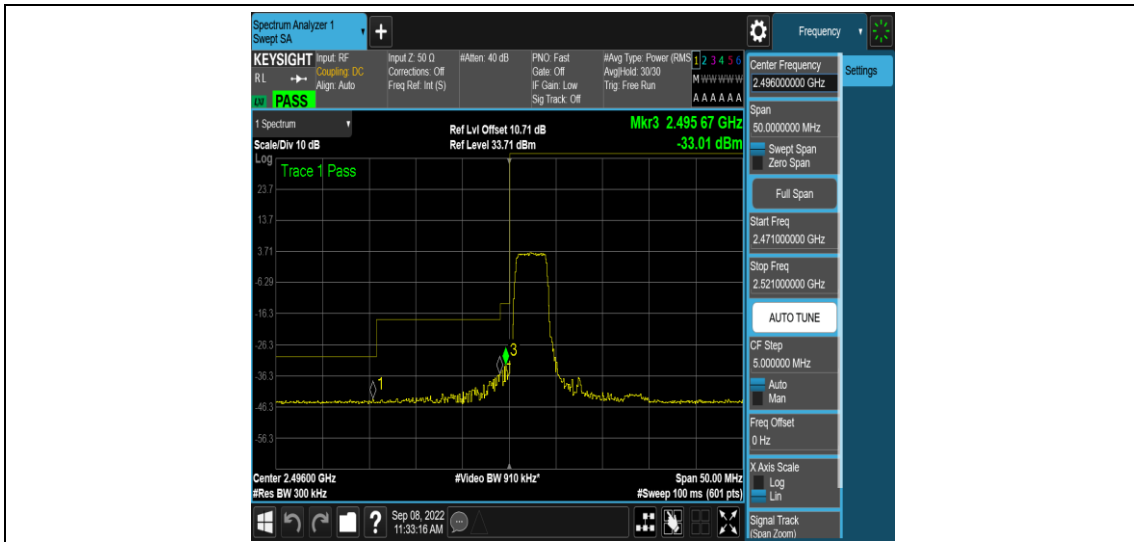 Spectrum Analyzer 1
Swept SA
+
Frequency
KEYSIGHT
RL
LM
PASS
Input: RF
Coupling: DC
Align: Auto
Input Z: 50 Ω
Corrections: Off
Freq Ref: Int (S)
#Atten: 40 dB
PNO: Fast
Gate: Off
IF Gain: Low
Sig Track: Off
#Avg Type: Power (RMS
Avg|Hold: 30/30
Trig: Free Run
1 2 3 4 5 6
M W W W W W
A A A A A A
1 Spectrum
Scale/Div 10 dB
Ref Lvl Offset 10.71 dB
Ref Level 33.71 dBm
Mkr3 2.495 67 GHz
-33.01 dBm
Log
Trace 1 Pass
23.7
13.7
3.71
-6.29
-16.3
-26.3
-36.3
-46.3
-56.3
1
3
Center 2.49600 GHz
#Res BW 300 kHz
#Video BW 910 kHz*
Span 50.00 MHz
#Sweep 100 ms (601 pts)
?
Sep 08, 2022
11:33:16 AM
Center Frequency
2.496000000 GHz
Settings
Span
50.0000000 MHz
Swept Span
Zero Span
Full Span
Start Freq
2.471000000 GHz
Stop Freq
2.521000000 GHz
AUTO TUNE
CF Step
5.000000 MHz
Auto
Man
Freq Offset
0 Hz
X Axis Scale
Log
Lin
Signal Track
(Span Zoom)